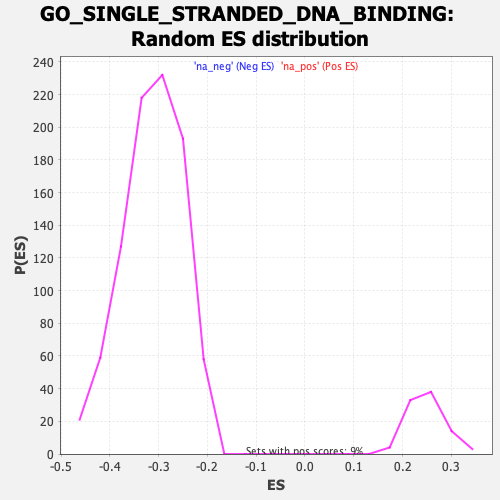 GO_SINGLE_STRANDED_DNA_BINDING:
Random ES distribution
'na_neg' (Neg ES) 'na_pos' (Pos ES)
240
220
200
180
160
140
120
100
80
60
40
20
0
P(ES)
Sets with pos scores: 9%
-0.5 -0.4 -0.3 -0.2 -0.1 0.0 0.1 0.2 0.3
ES